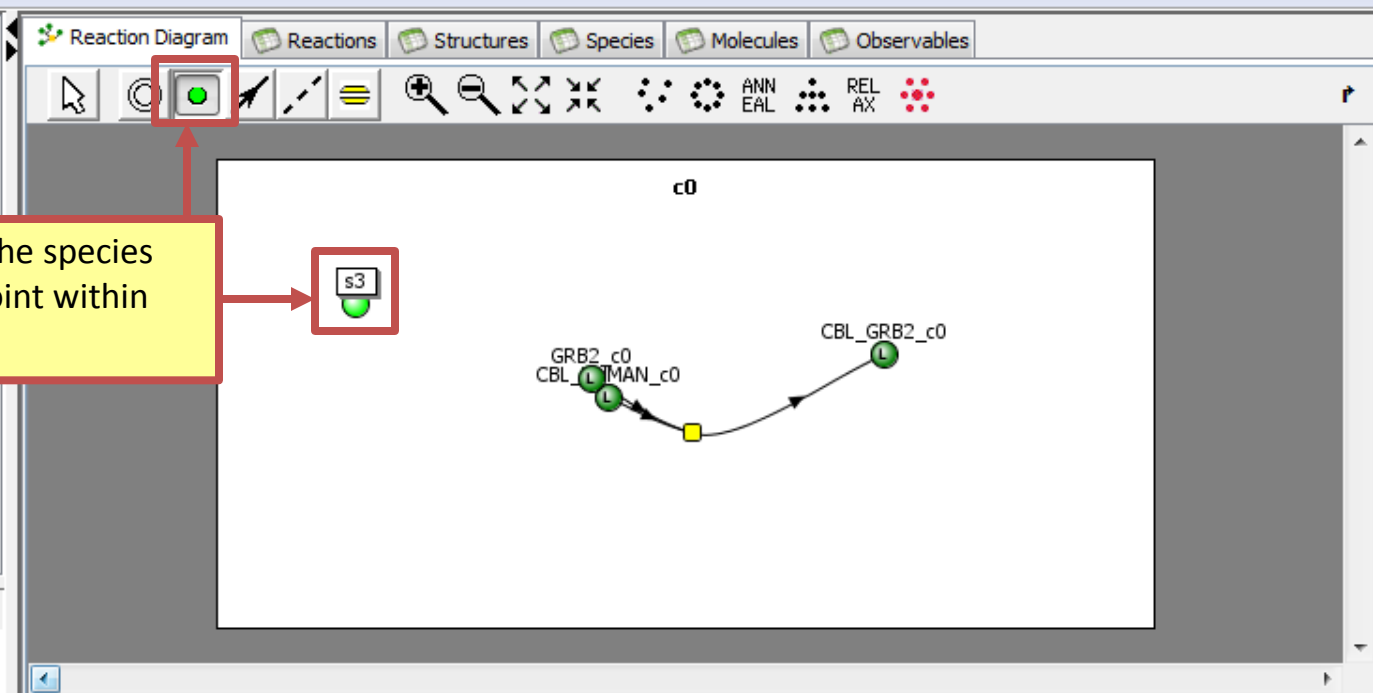 Reaction Diagram Reactions Structures Species Molecules Observables
ANN
EAL
REL
AX
c0
he species
oint within
s3
CBL_GRB2_c0
GRB2_c0
MAN_c0
L
L
L